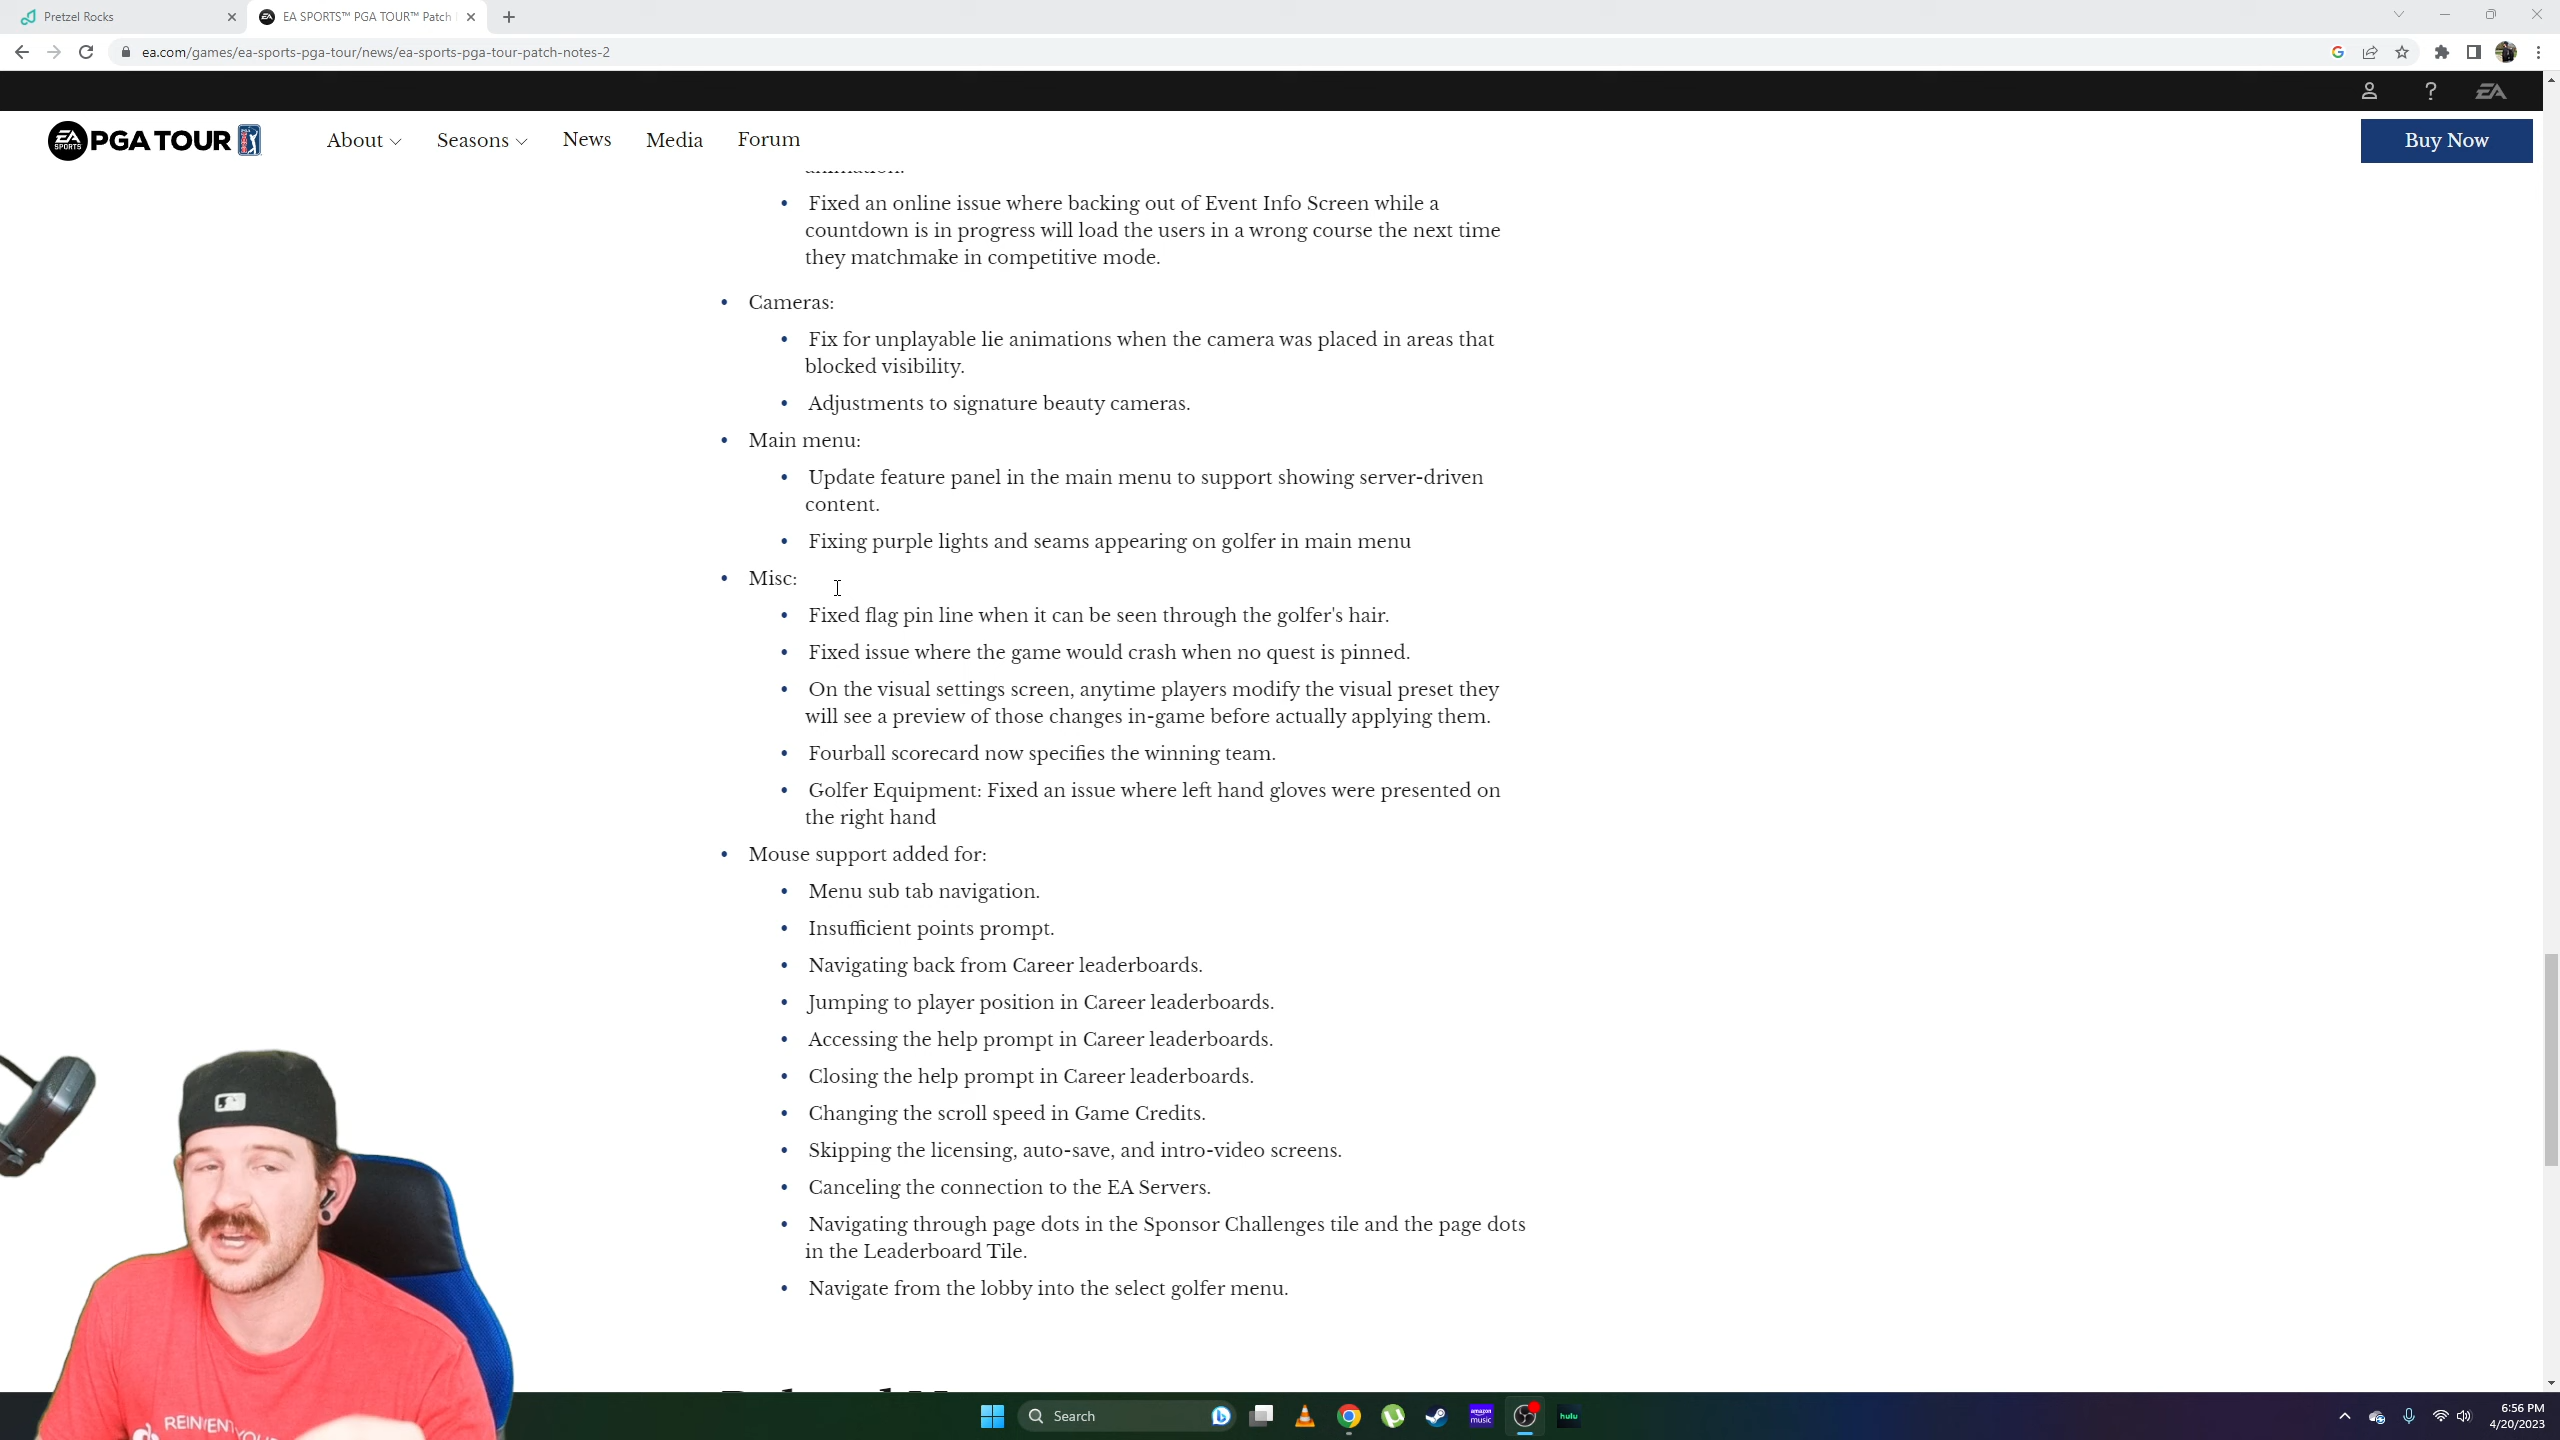 Pretzel Rocks
EA SPORTS™ PGA TOUR™ Patch
ea.com/games/ea-sports-pga-tour/news/ea-sports-pga-tour-patch-notes-2
EA
EA SPORTS PGA TOUR
About
Seasons
News
Media
Forum
Buy Now
animation.
• Fixed an online issue where backing out of Event Info Screen while a
countdown is in progress will load the users in a wrong course the next time
they matchmake in competitive mode.
• Cameras:
• Fix for unplayable lie animations when the camera was placed in areas that
blocked visibility.
• Adjustments to signature beauty cameras.
• Main menu:
• Update feature panel in the main menu to support showing server-driven
content.
• Fixing purple lights and seams appearing on golfer in main menu
• Misc:
• Fixed flag pin line when it can be seen through the golfer's hair.
• Fixed issue where the game would crash when no quest is pinned.
• On the visual settings screen, anytime players modify the visual preset they
will see a preview of those changes in-game before actually applying them.
• Fourball scorecard now specifies the winning team.
• Golfer Equipment: Fixed an issue where left hand gloves were presented on
the right hand
• Mouse support added for:
• Menu sub tab navigation.
• Insufficient points prompt.
• Navigating back from Career leaderboards.
• Jumping to player position in Career leaderboards.
• Accessing the help prompt in Career leaderboards.
• Closing the help prompt in Career leaderboards.
• Changing the scroll speed in Game Credits.
• Skipping the licensing, auto-save, and intro-video screens.
• Canceling the connection to the EA Servers.
• Navigating through page dots in the Sponsor Challenges tile and the page dots
in the Leaderboard Tile.
• Navigate from the lobby into the select golfer menu.
Search
amazon music
hulu
6:56 PM
4/20/2023